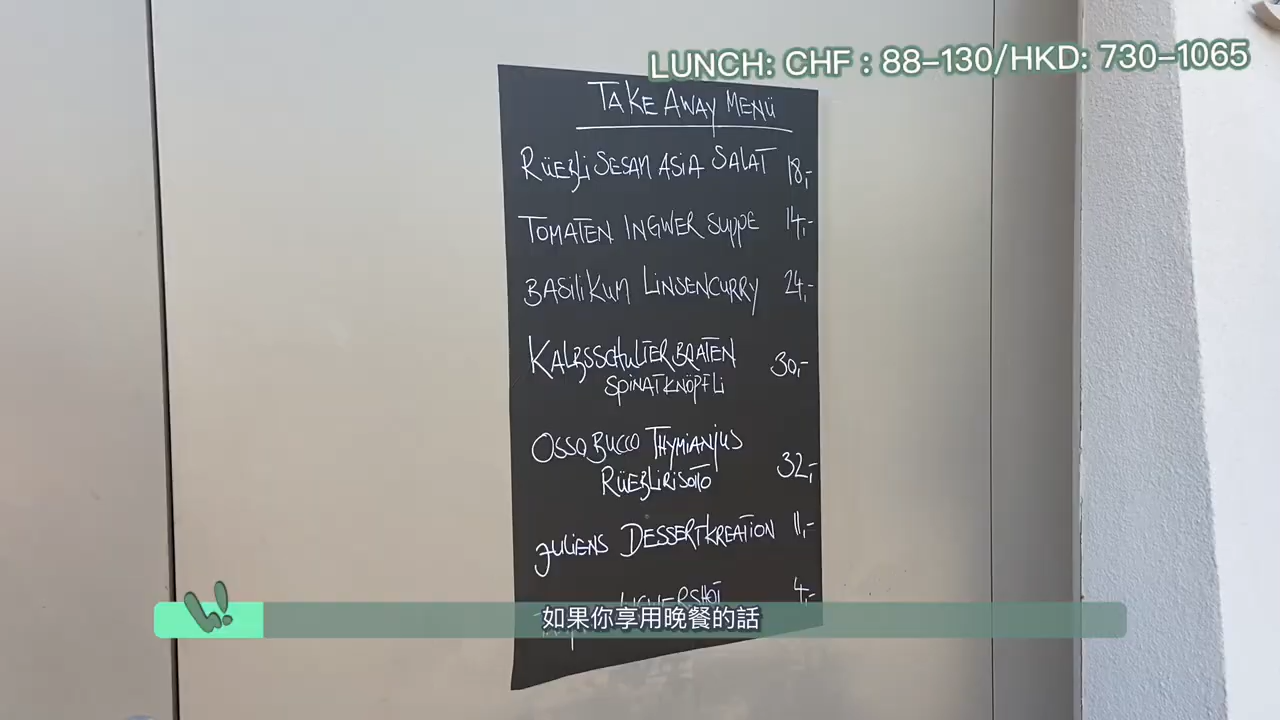 LUNCH: CHF : 88–130/HKD: 730–1065
TAKE AWAY MENÜ
RÜEBLI SESAM ASIA SALAT 18,-
TOMATEN INGWER SUPPE 14,-
BASILIKUM LINSENCURRY 24,-
KALBSSCHULTERBRATEN
SPINATKNÖPFLI 30,-
OSSOBUCCO THYMIANJUS
RÜEBLIRISOTTO 32,-
JULIENS DESSERTKREATION 11,-
INGWERSHOT 4,-
如果你享用晚餐的話